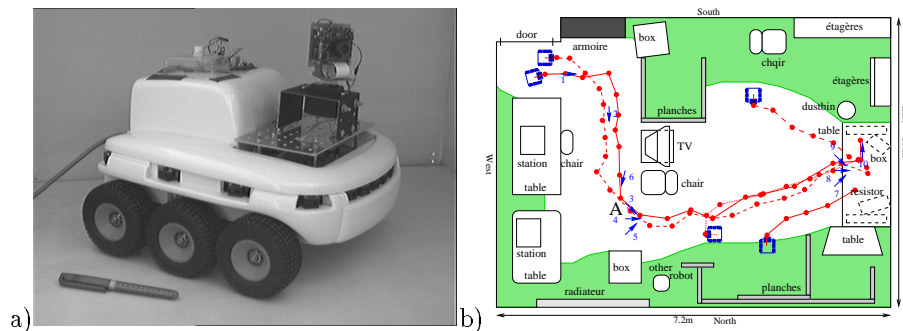 a)
b)
South
door
armoire
box
chqir
étagères
étagères
planches
dustbin
table
box
TV
station
chair
table
chair
West
resistor
A
station
table
box
other
robot
table
planches
radiateur
7.2m
North
1
2
3
4
5
6
7
8
9
10